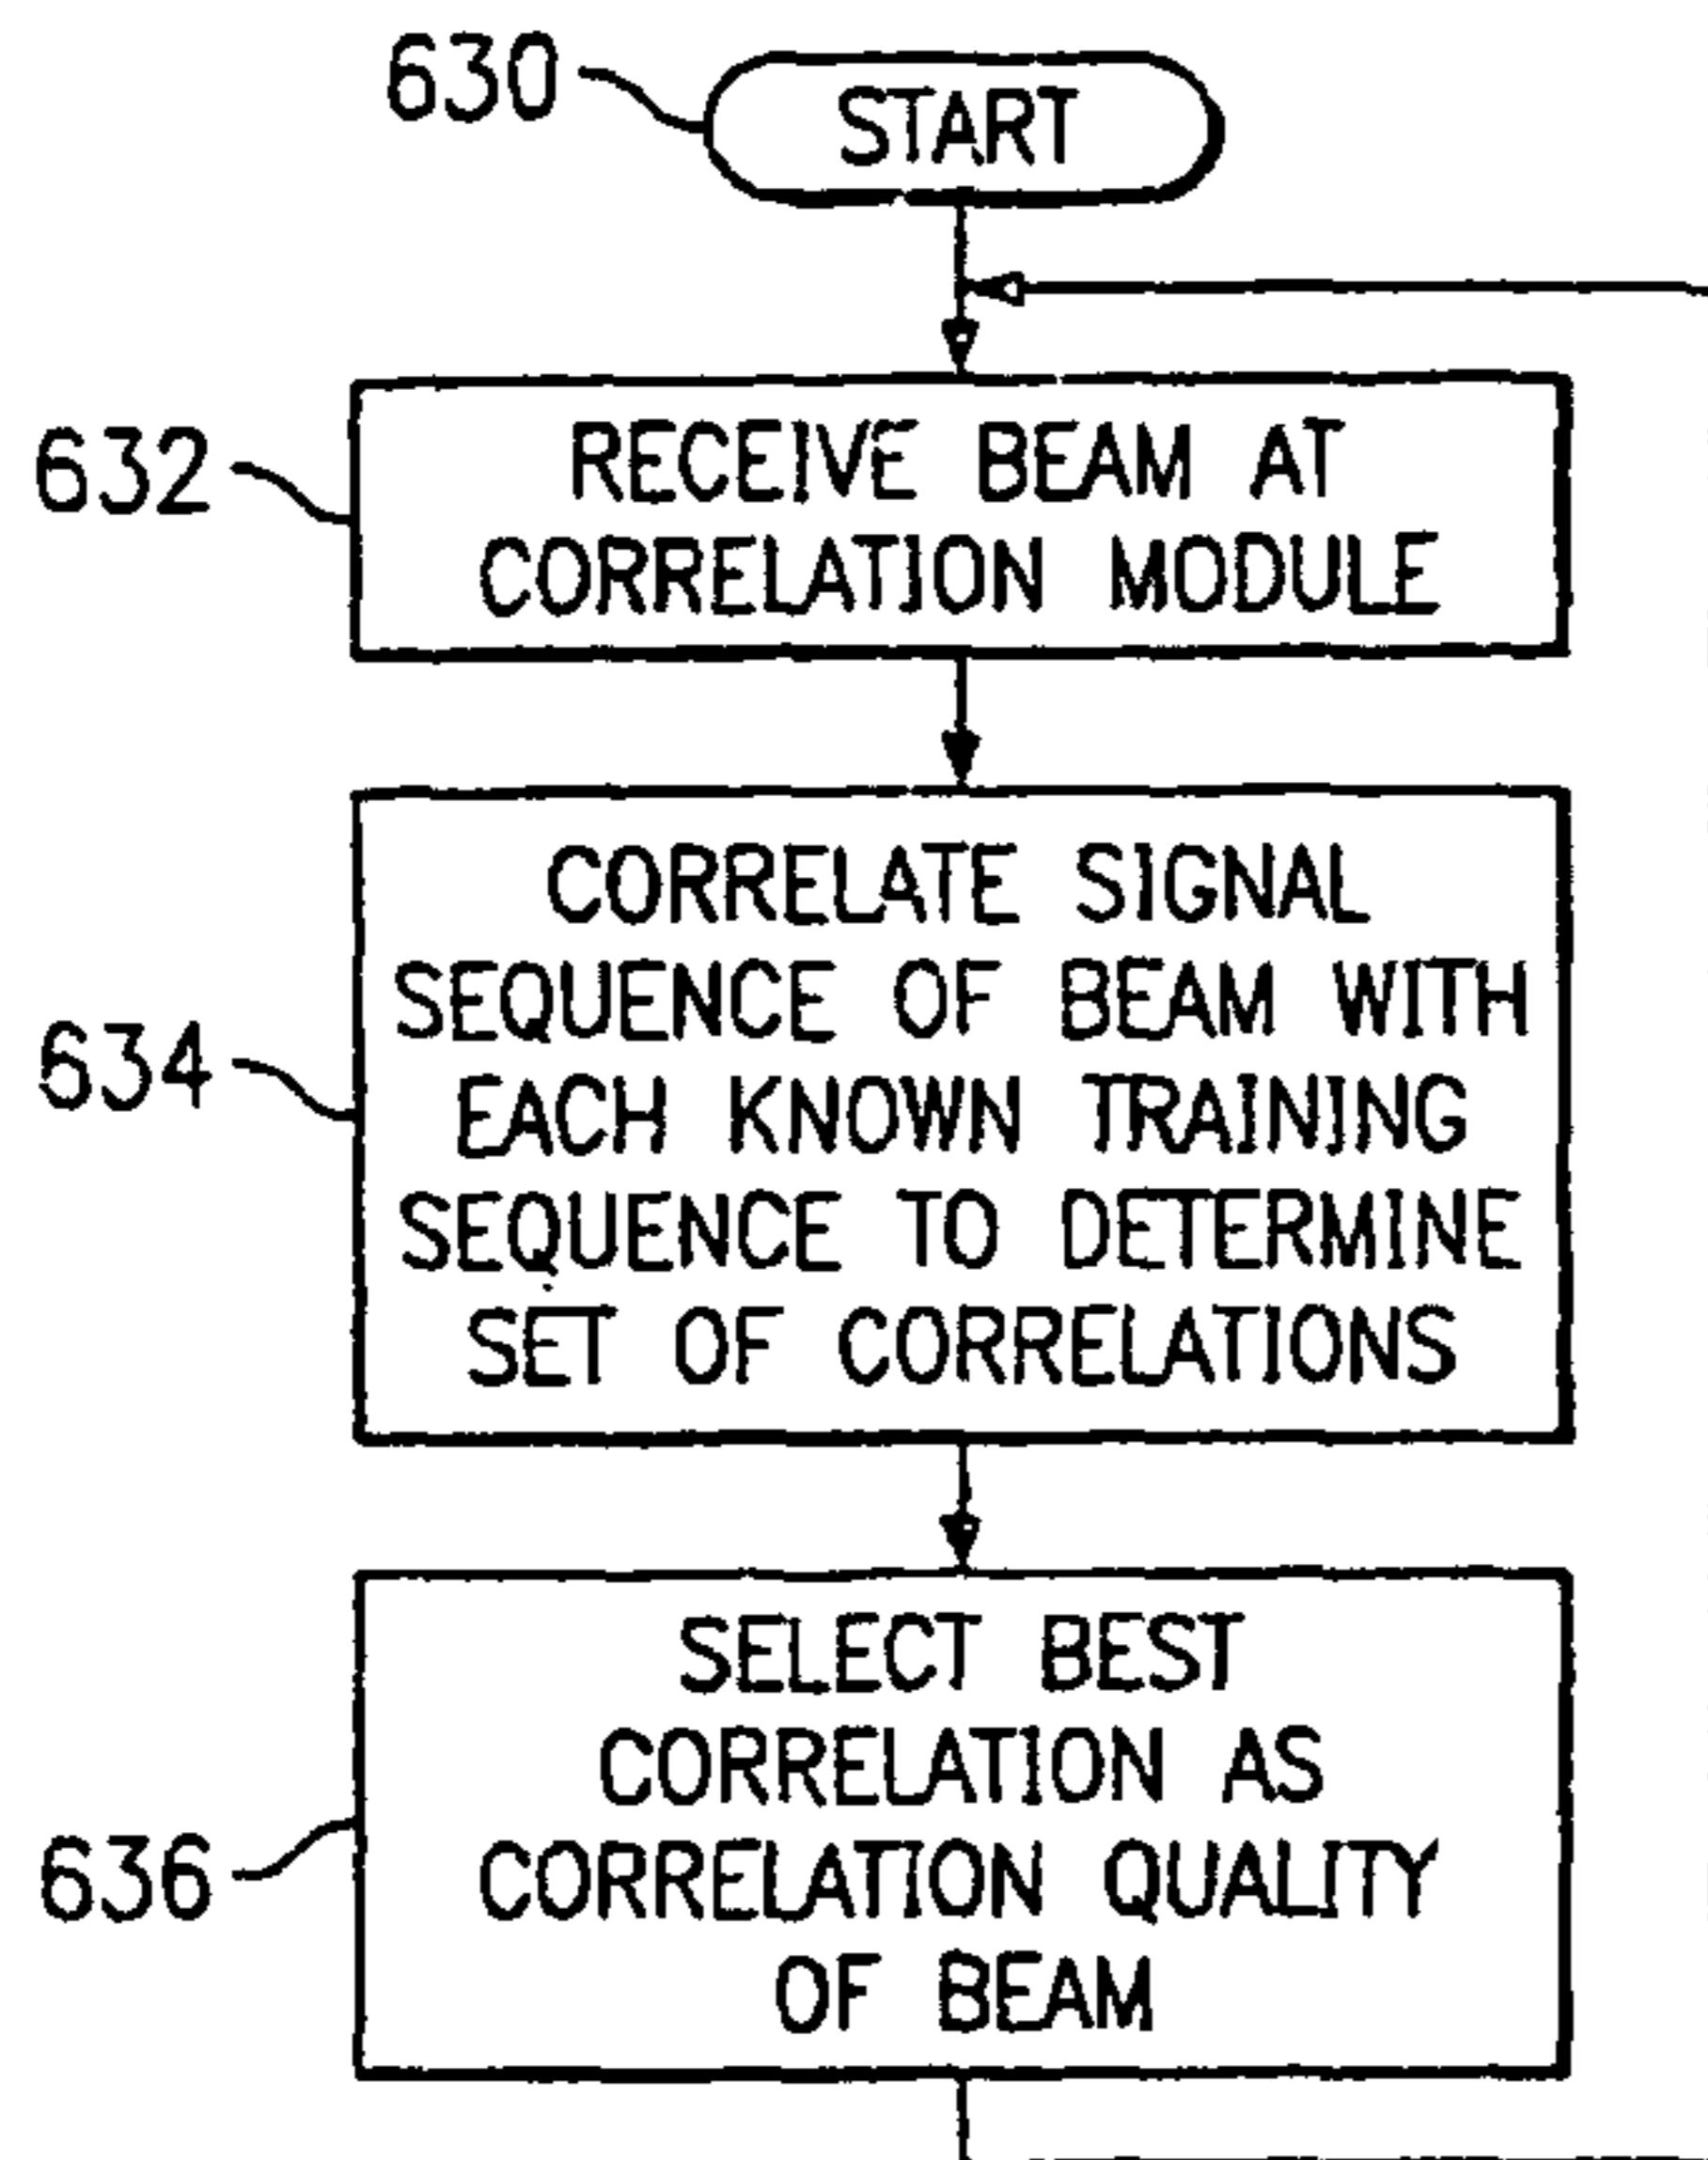 630
START
632
RECEIVE BEAM AT
CORRELATION MODULE
634
CORRELATE SIGNAL
SEQUENCE OF BEAM WITH
EACH KNOWN TRAINING
SEQUENCE TO DETERMINE
SET OF CORRELATIONS
636
SELECT BEST
CORRELATION AS
CORRELATION QUALITY
OF BEAM